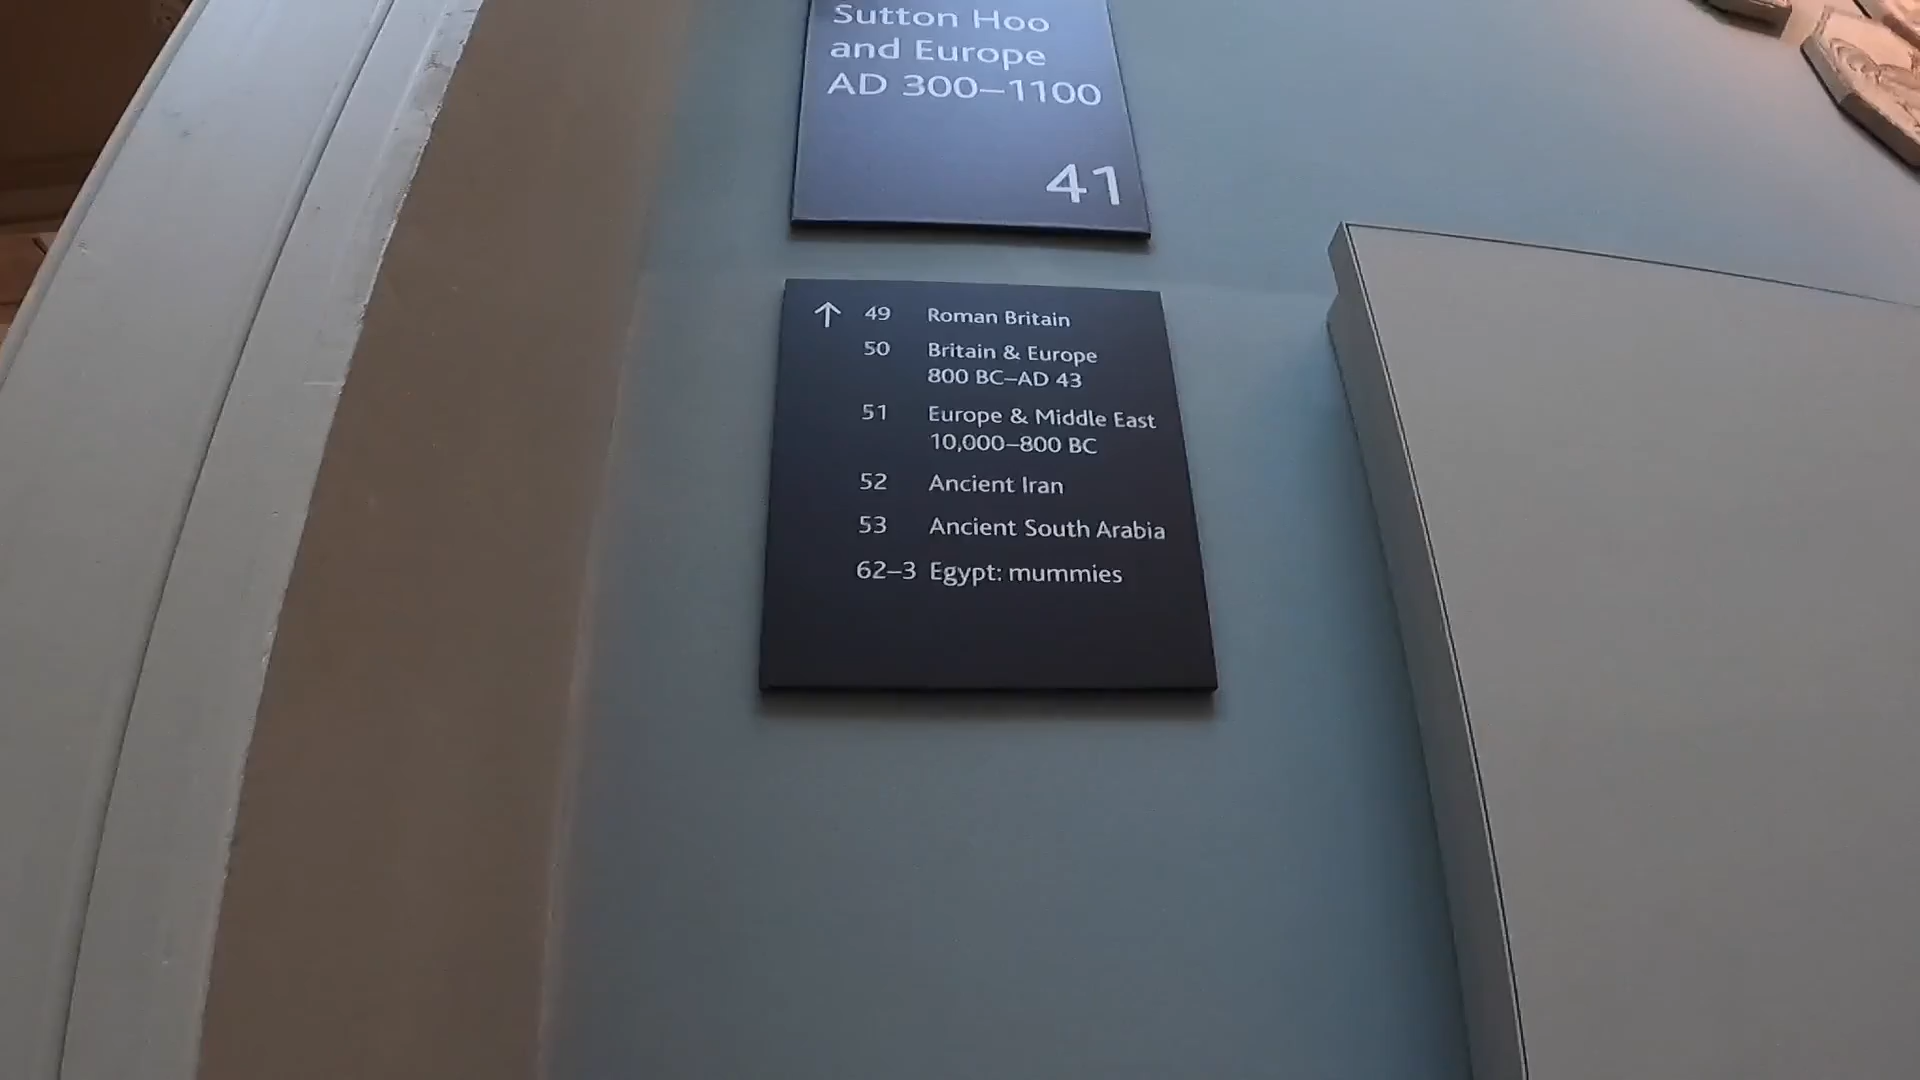 Sutton Hoo
and Europe
AD 300–1100
41
↑ 49 Roman Britain
50 Britain & Europe
800 BC–AD 43
51 Europe & Middle East
10,000–800 BC
52 Ancient Iran
53 Ancient South Arabia
62–3 Egypt: mummies